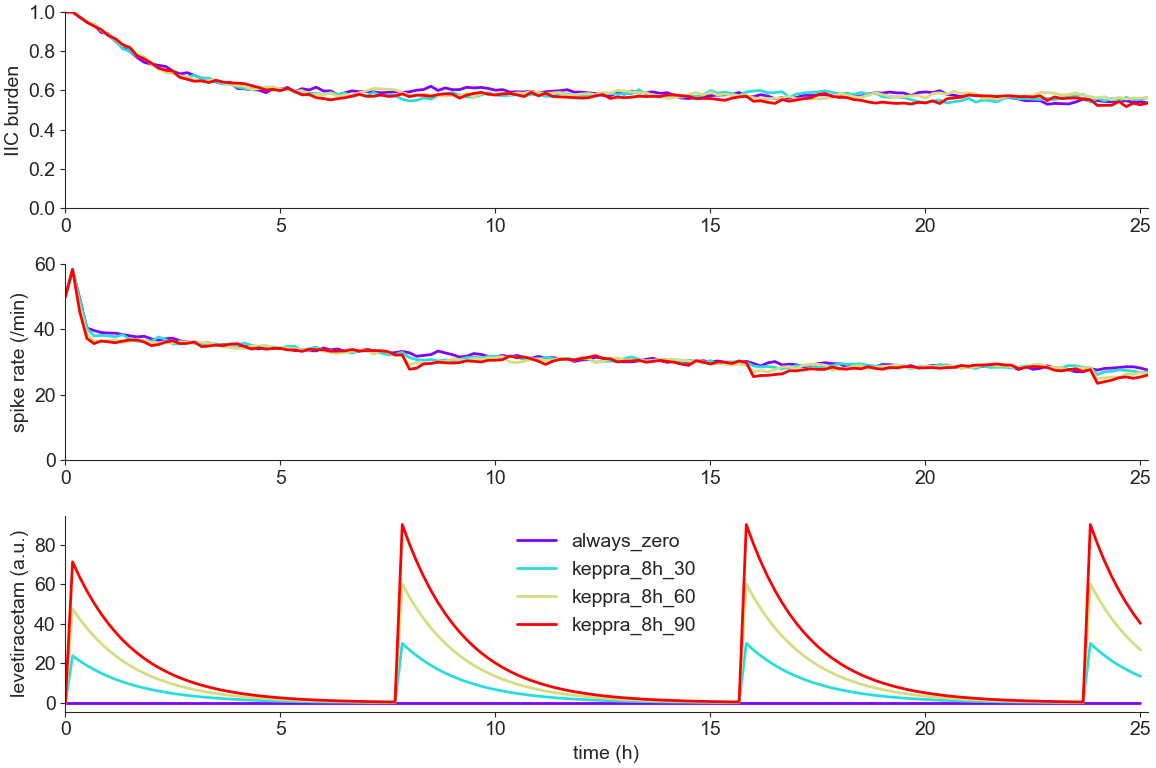 IIC burden
1.0
0.8
0.6
0.4
0.2
0.0
0 5 10 15 20 25
spike rate (/min)
60
40
20
0
0 5 10 15 20 25
levetiracetam (a.u.)
80
60
40
20
0
always_zero
keppra_8h_30
keppra_8h_60
keppra_8h_90
0 5 10 15 20 25
time (h)